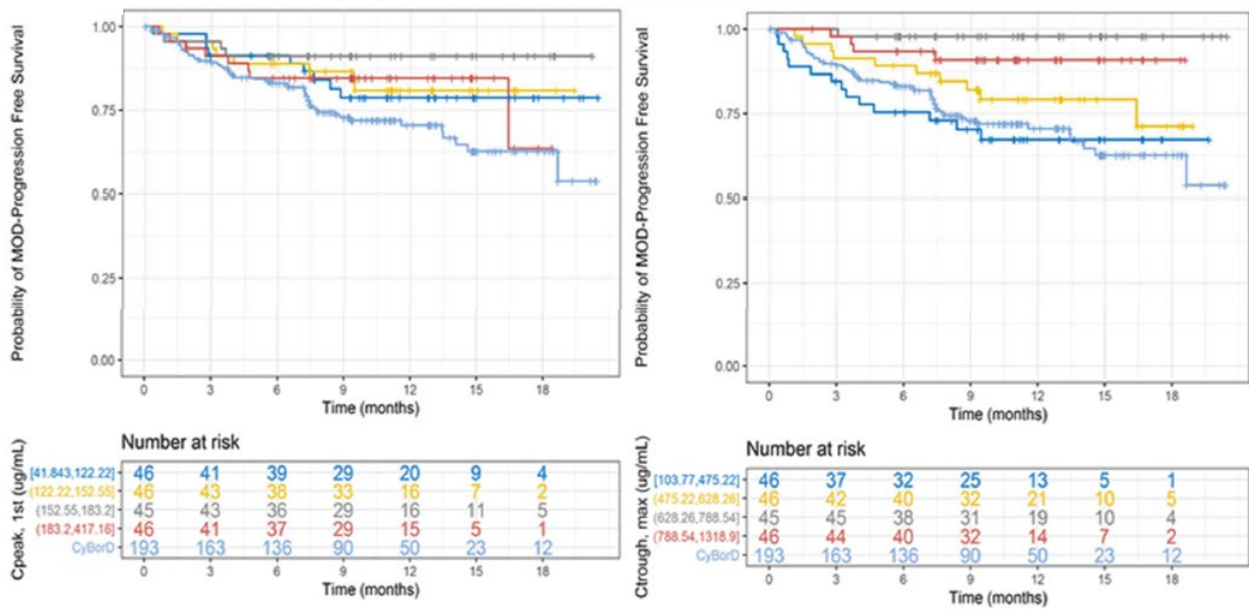 Probability of MOD-Progression Free Survival
1.00
0.75
0.50
0.25
0.00
0 3 6 9 12 15 18
Time (months)
Number at risk
Cpeak, 1st (ug/mL)
[41.843,122.22] 46 41 39 29 20 9 4
(122.22,152.55] 46 43 38 33 16 7 2
(152.55,183.2] 45 43 36 29 16 11 5
(183.2,417.16] 46 41 37 29 15 5 1
CyBorD 193 163 136 90 50 23 12
0 3 6 9 12 15 18
Time (months)
Probability of MOD-Progression Free Survival
1.00
0.75
0.50
0.25
0.00
0 3 6 9 12 15 18
Time (months)
Number at risk
Ctrough, max (ug/mL)
[103.77,475.22] 46 37 32 25 13 5 1
(475.22,628.26] 46 42 40 32 21 10 5
(628.26,788.54] 45 45 38 31 19 10 4
(788.54,1318.9] 46 44 40 32 14 7 2
CyBorD 193 163 136 90 50 23 12
0 3 6 9 12 15 18
Time (months)